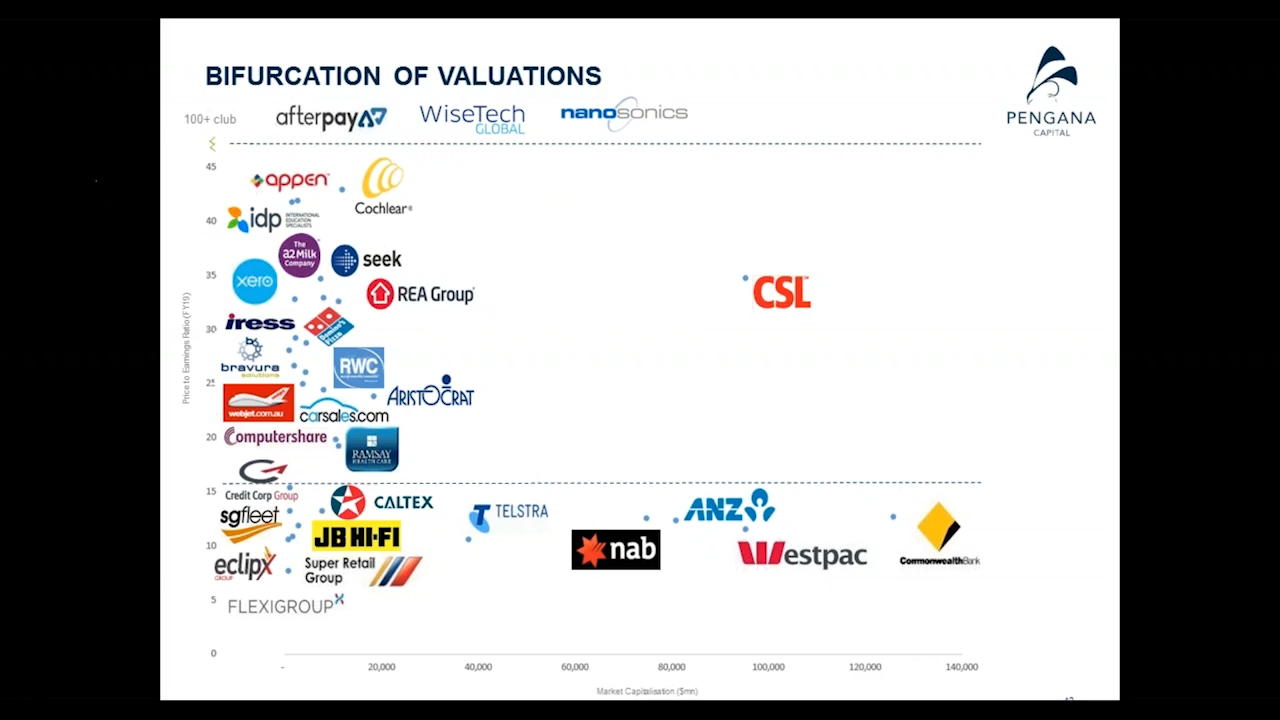 BIFURCATION OF VALUATIONS
PENGANA
CAPITAL
100+ club
afterpay
WiseTech
GLOBAL
nanosonics
45
appen
Cochlear
40
idp
INTERNATIONAL
EDUCATION
SPECIALISTS
The
a2 Milk
Company
seek
35
xero
REA Group
CSL
Price to Earnings Ratio (FY19)
30
iress
Domino's
Pizza
bravura
solutions
RWC
25
ARISTOCRAT
webjet.com.au
carsales.com
20
computershare
RAMSAY
HEALTH CARE
15
Credit Corp Group
CALTEX
TELSTRA
ANZ
sgfleet
JB HI-FI
nab
Westpac
CommonwealthBank
10
eclipx
GROUP
Super Retail
Group
5
FLEXIGROUP
0
-
20,000
40,000
60,000
80,000
100,000
120,000
140,000
Market Capitalisation ($mn)